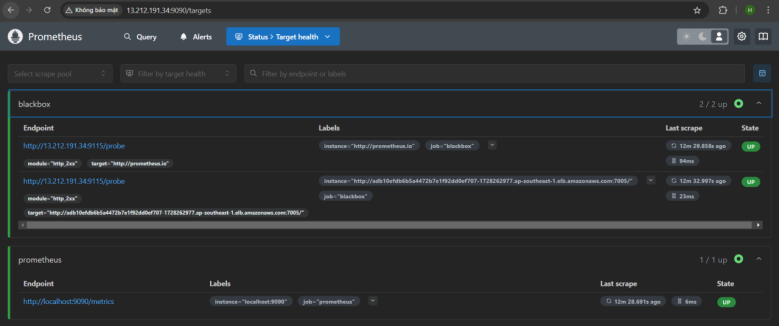 Không bảo mật 13.212.191.34:9090/targets
H
Prometheus Query Alerts Status > Target health
Select scrape pool Filter by target health Filter by endpoint or labels
blackbox 2 / 2 up
Endpoint Labels Last scrape State
http://13.212.191.34:9115/probe instance="http://prometheus.io" job="blackbox" 12m 29.858s ago UP
module="http_2xx" target="http://prometheus.io" 94ms
http://13.212.191.34:9115/probe instance="http://adb10efdb6b5a4472b7e1f92dd0ef707-1728262977.ap-southeast-1.elb.amazonaws.com:7005/" 12m 32.997s ago UP
module="http_2xx" job="blackbox" 23ms
target="http://adb10efdb6b5a4472b7e1f92dd0ef707-1728262977.ap-southeast-1.elb.amazonaws.com:7005/"
prometheus 1 / 1 up
Endpoint Labels Last scrape State
http://localhost:9090/metrics instance="localhost:9090" job="prometheus" 12m 28.691s ago 6ms UP